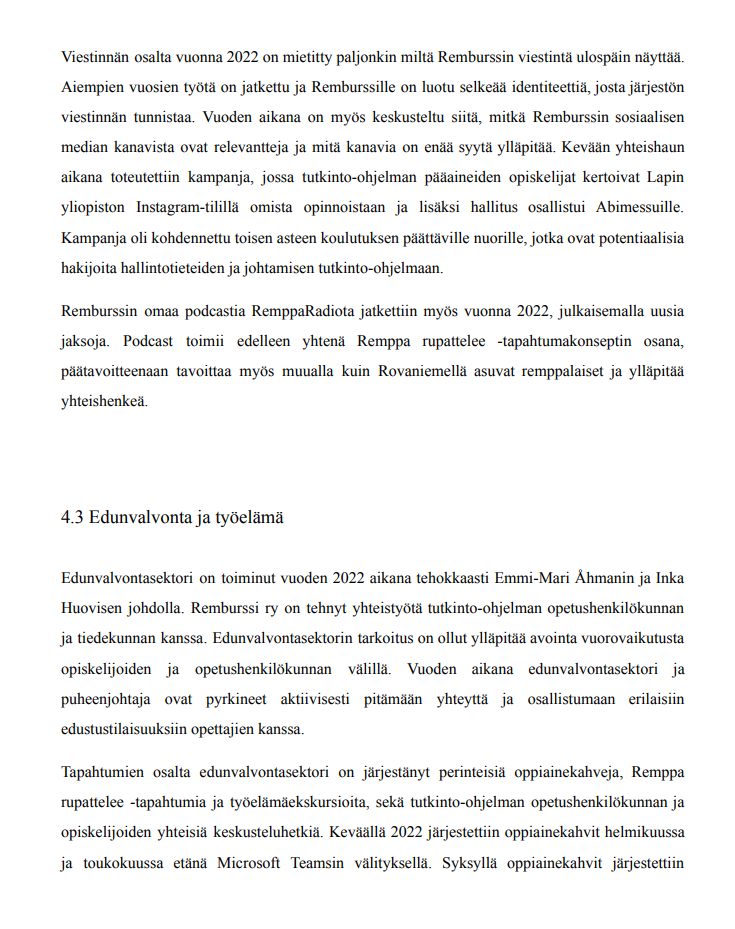 Viestinnän osalta vuonna 2022 on mietitty paljonkin miltä Remburssin viestintä ulospäin näyttää.
Aiempien vuosien työtä on jatkettu ja Remburssille on luotu selkeää identiteettiä, josta järjestön
viestinnän tunnistaa. Vuoden aikana on myös keskusteltu siitä, mitkä Remburssin sosiaalisen
median kanavista ovat relevantteja ja mitä kanavia on enää syytä ylläpitää. Kevään yhteishaun
aikana toteutettiin kampanja, jossa tutkinto-ohjelman pääaineiden opiskelijat kertoivat Lapin
yliopiston Instagram-tilillä omista opinnoistaan ja lisäksi hallitus osallistui Abimessuille.
Kampanja oli kohdennettu toisen asteen koulutuksen päättäville nuorille, jotka ovat potentiaalisia
hakijoita hallintotieteiden ja johtamisen tutkinto-ohjelmaan.
Remburssin omaa podcastia RemppaRadiota jatkettiin myös vuonna 2022, julkaisemalla uusia
jaksoja. Podcast toimii edelleen yhtenä Remppa rupattelee -tapahtumakonseptin osana,
päätavoitteenaan tavoittaa myös muualla kuin Rovaniemellä asuvat remppalaiset ja ylläpitää
yhteishenkeä.
4.3 Edunvalvonta ja työelämä
Edunvalvontasektori on toiminut vuoden 2022 aikana tehokkaasti Emmi-Mari Åhmanin ja Inka
Huovisen johdolla. Remburssi ry on tehnyt yhteistyötä tutkinto-ohjelman opetushenkilökunnan
ja tiedekunnan kanssa. Edunvalvontasektorin tarkoitus on ollut ylläpitää avointa vuorovaikutusta
opiskelijoiden ja opetushenkilökunnan välillä. Vuoden aikana edunvalvontasektori ja
puheenjohtaja ovat pyrkineet aktiivisesti pitämään yhteyttä ja osallistumaan erilaisiin
edustustilaisuuksiin opettajien kanssa.
Tapahtumien osalta edunvalvontasektori on järjestänyt perinteisiä oppiainekahveja, Remppa
rupattelee -tapahtumia ja työelämäekskursioita, sekä tutkinto-ohjelman opetushenkilökunnan ja
opiskelijoiden yhteisiä keskusteluhetkiä. Keväällä 2022 järjestettiin oppiainekahvit helmikuussa
ja toukokuussa etänä Microsoft Teamsin välityksellä. Syksyllä oppiainekahvit järjestettiin